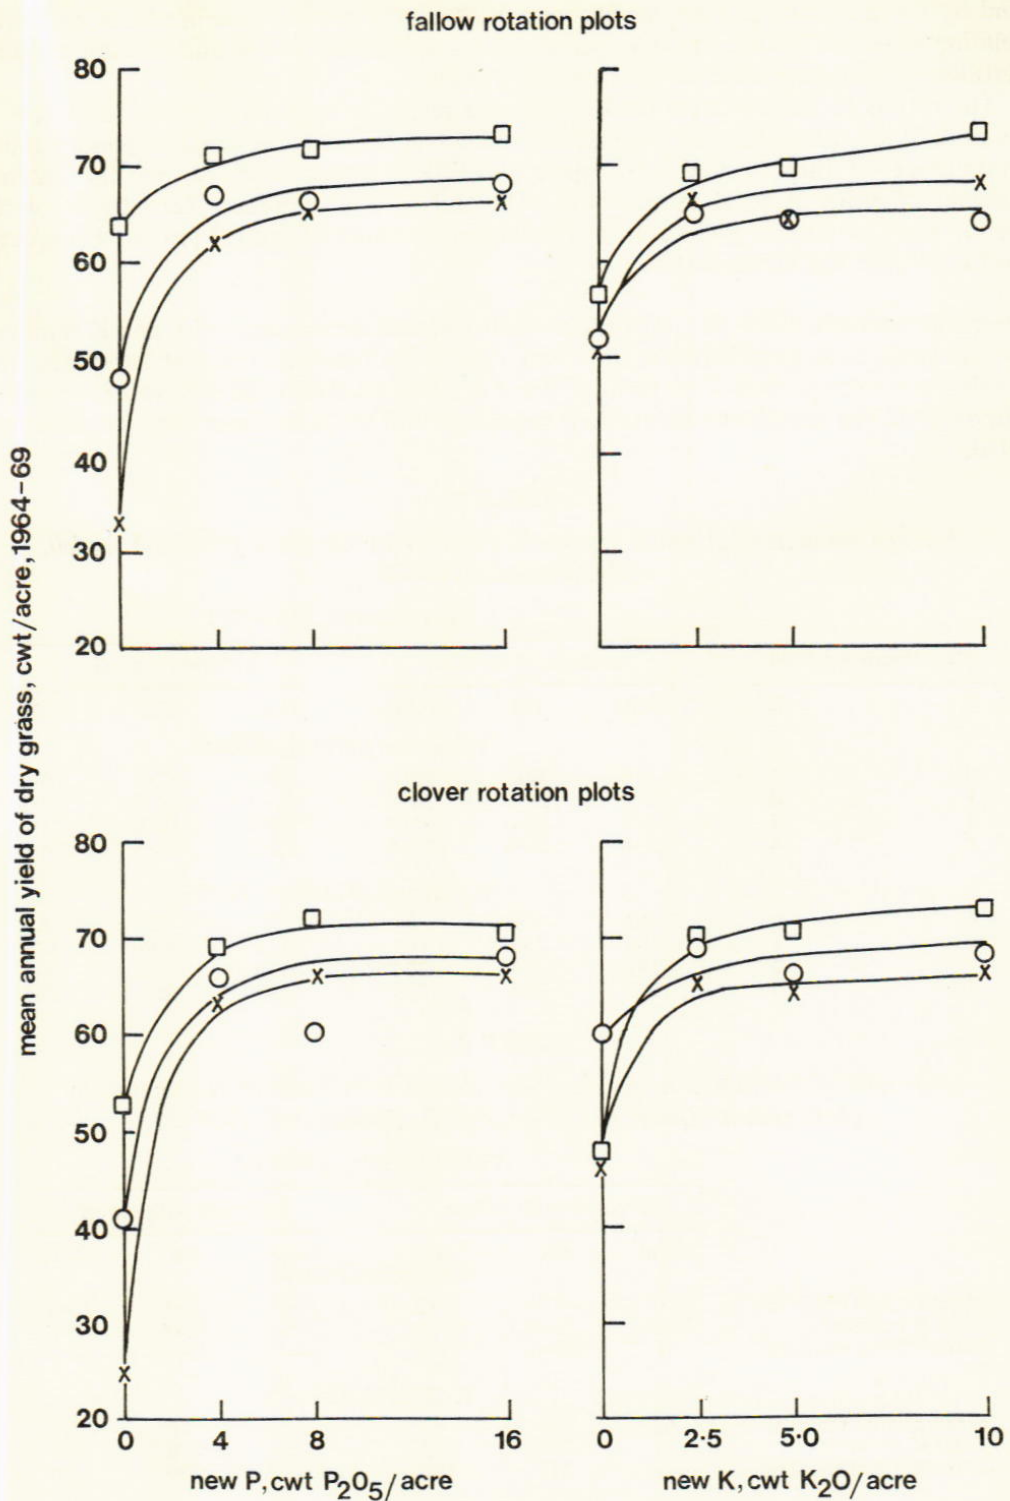 fallow rotation plots
80
70
60
50
40
30
20
mean annual yield of dry grass, cwt/acre, 1964-69
clover rotation plots
80
70
60
50
40
30
20
0 4 8 16
0 2·5 5·0 10
new P, cwt P₂O₅/acre
new K, cwt K₂O/acre